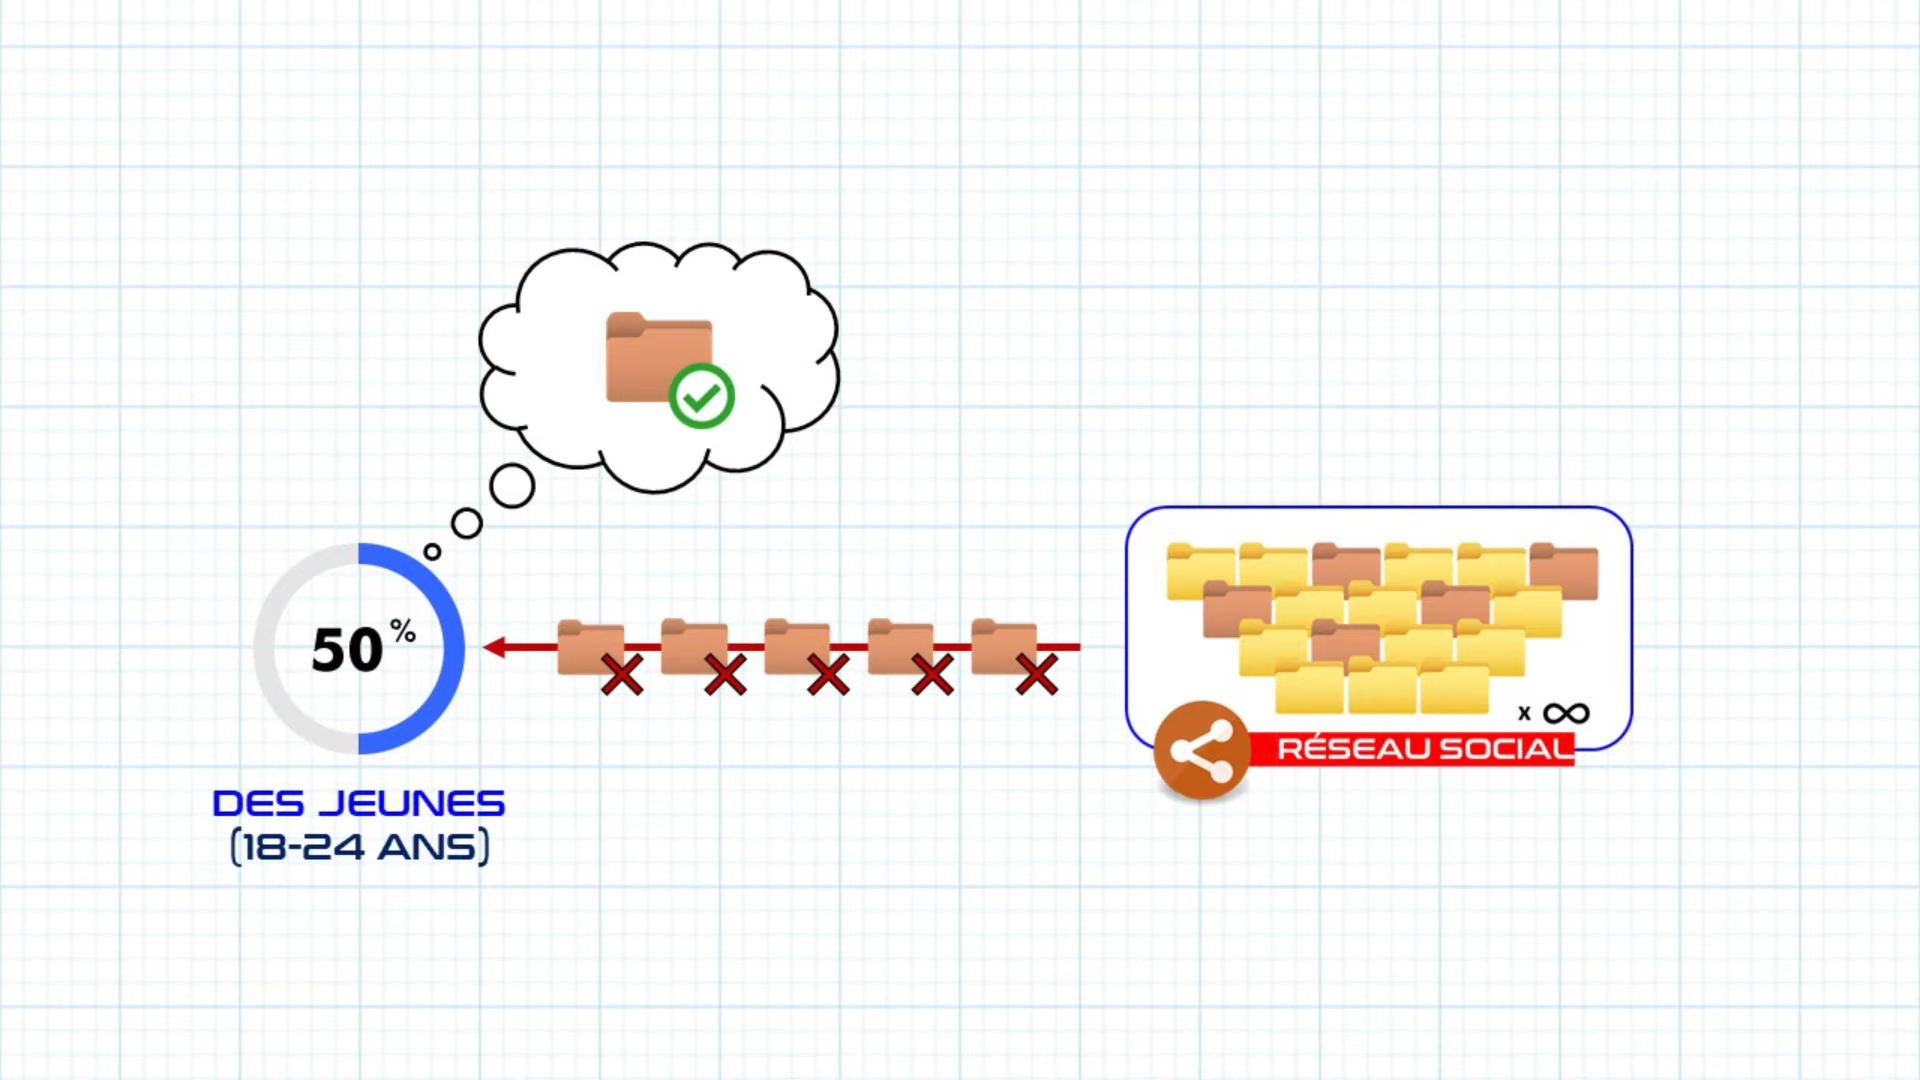 50 %
DES JEUNES
(18-24 ANS)
x ∞
RÉSEAU SOCIAL